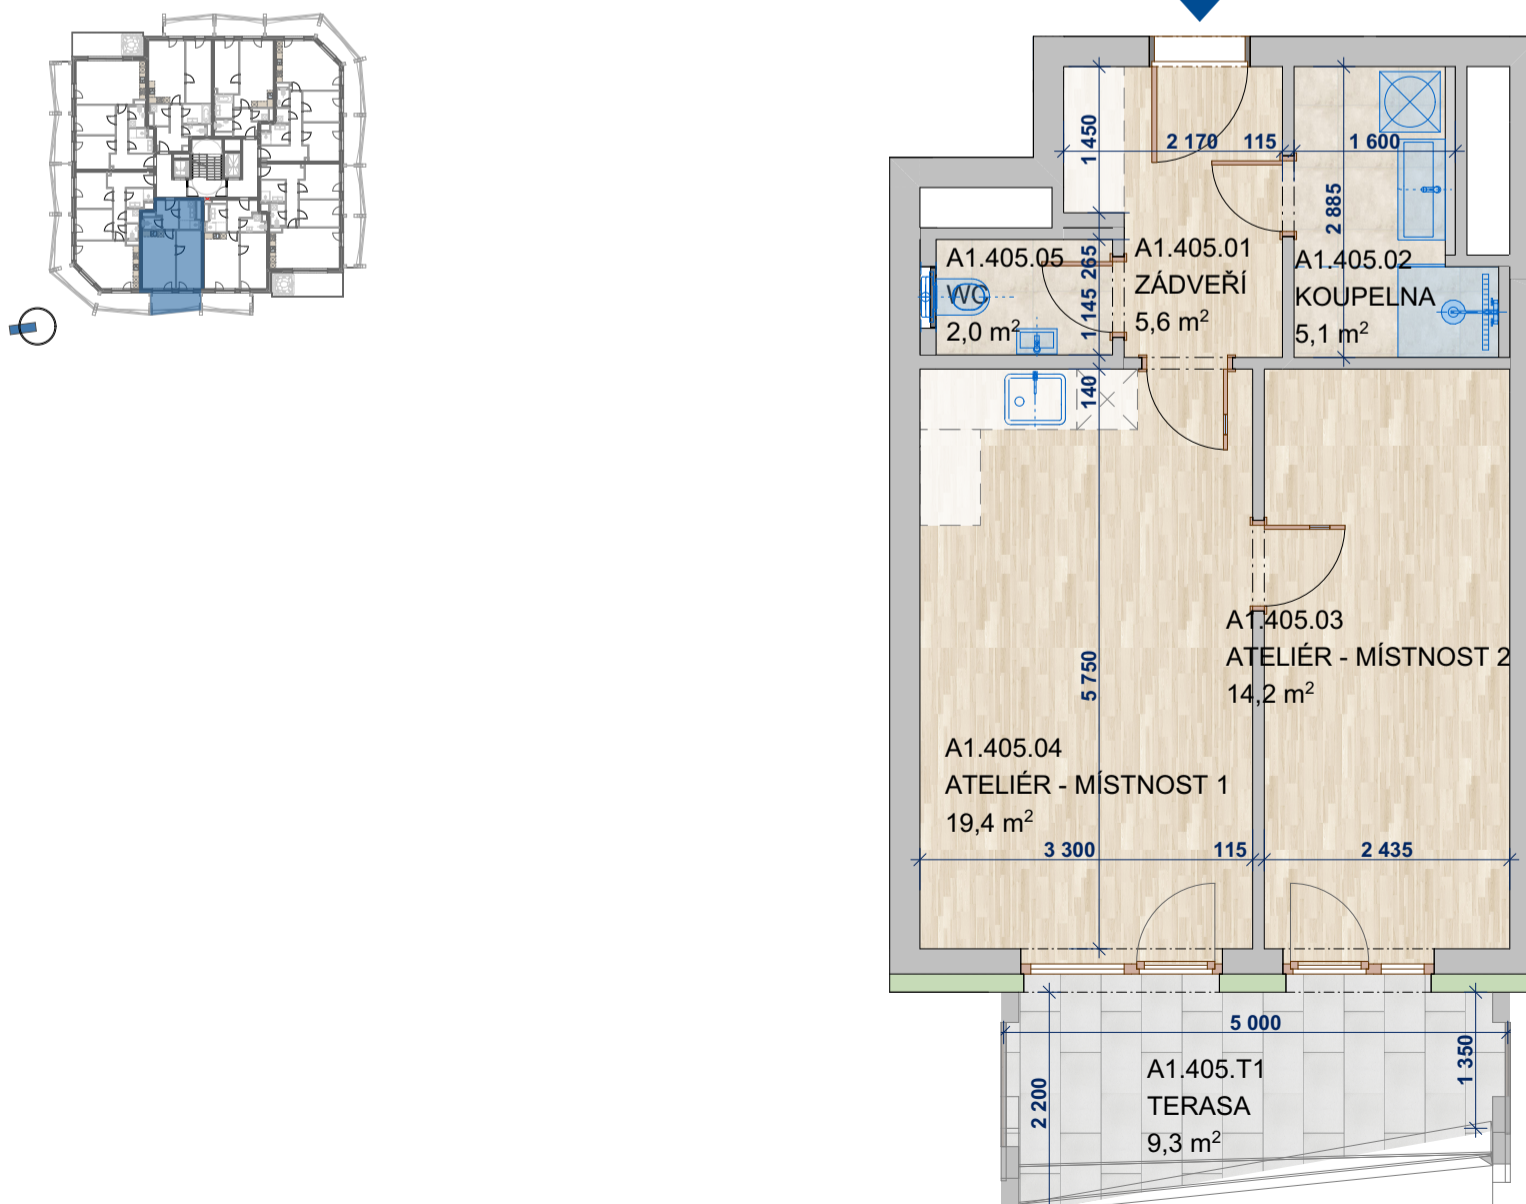 2 170
115
1 600
1 450
2 885
A1.405.05
WC
2,0 m²
265
1 145
A1.405.01
ZÁDVEŘÍ
5,6 m²
A1.405.02
KOUPELNA
5,1 m²
140
5 750
A1.405.03
ATELIÉR - MÍSTNOST 2
14,2 m²
A1.405.04
ATELIÉR - MÍSTNOST 1
19,4 m²
3 300
115
2 435
5 000
2 200
1 350
A1.405.T1
TERASA
9,3 m²